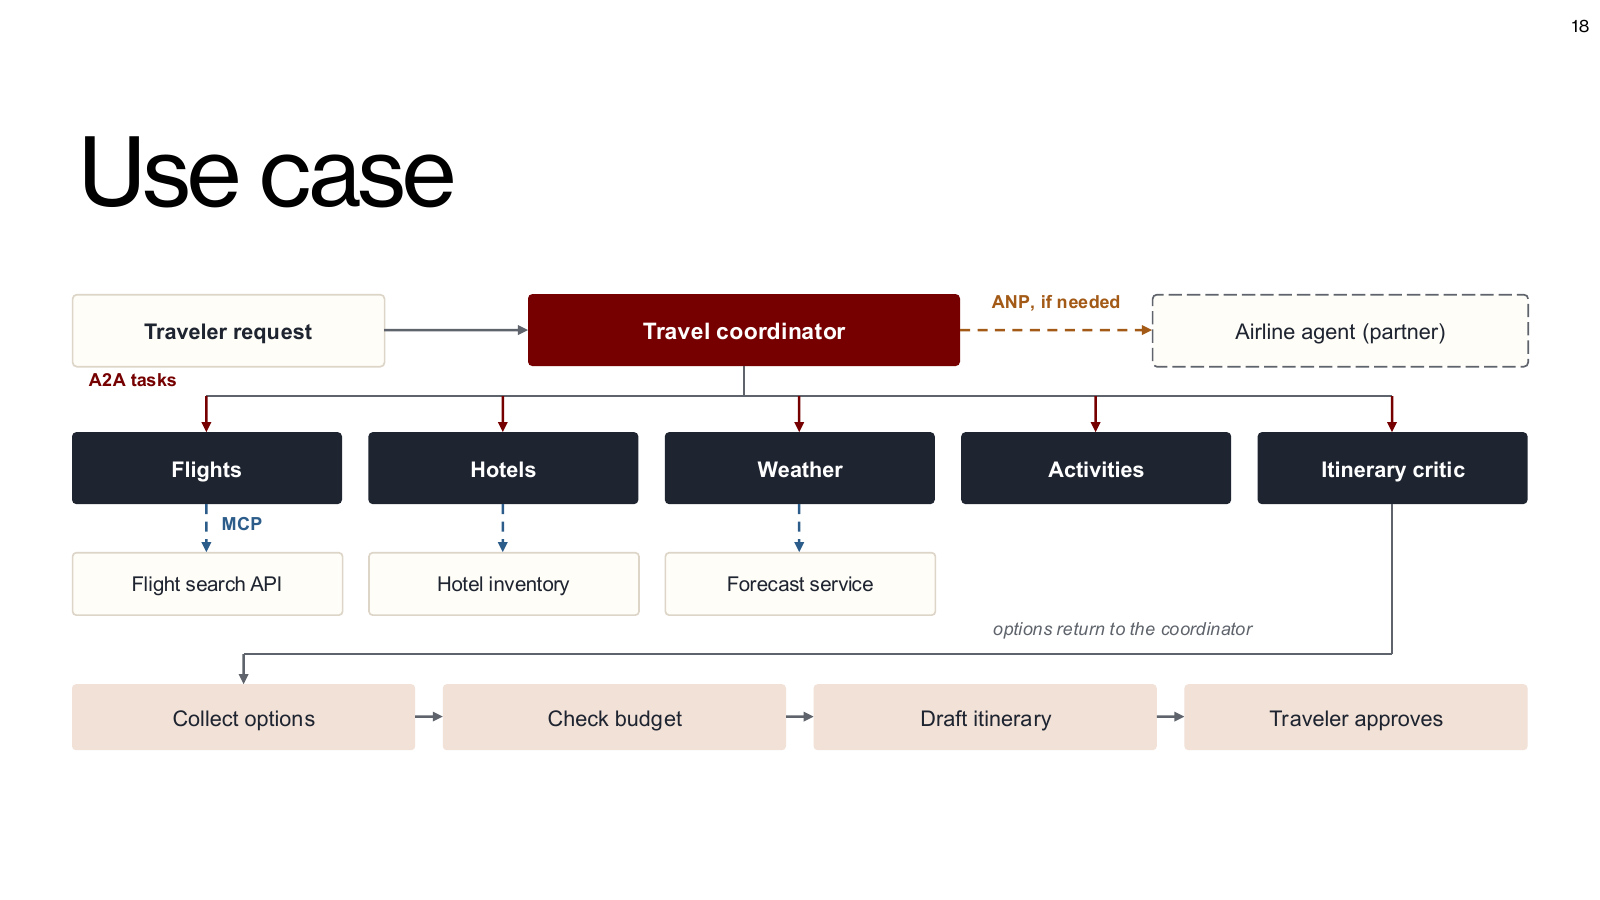 18
Use case
Traveler request
Travel coordinator
ANP, if needed
Airline agent (partner)
A2A tasks
Flights
Hotels
Weather
Activities
Itinerary critic
MCP
Flight search API
Hotel inventory
Forecast service
options return to the coordinator
Collect options
Check budget
Draft itinerary
Traveler approves